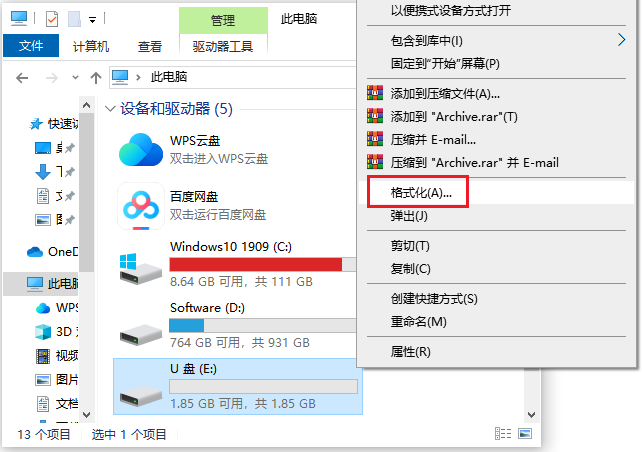 管理
此电脑
文件
计算机
查看
驱动器工具
此电脑
快速访
桌
下
文
图
OneD
此电脑
WPS
3D 对
视频
图片
文档
设备和驱动器 (5)
WPS云盘
双击进入WPS云盘
百度网盘
双击运行百度网盘
Windows10 1909 (C:)
8.64 GB 可用，共 111 GB
Software (D:)
764 GB 可用，共 931 GB
U 盘 (E:)
1.85 GB 可用，共 1.85 GB
13 个项目
选中 1 个项目
以便携式设备方式打开
包含到库中(I)
固定到"开始"屏幕(P)
添加到压缩文件(A)...
添加到 "Archive.rar"(T)
压缩并 E-mail...
压缩到 "Archive.rar" 并 E-mail
格式化(A)...
弹出(J)
剪切(T)
复制(C)
创建快捷方式(S)
重命名(M)
属性(R)